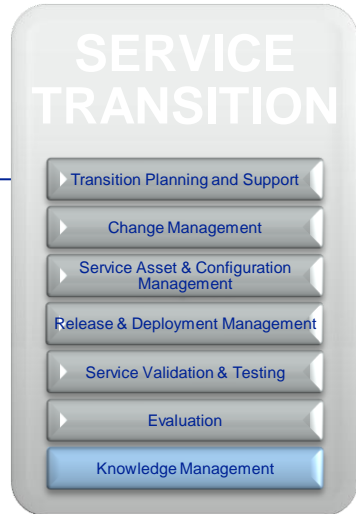 SERVICE
TRANSITION
Transition Planning and Support
Change Management
Service Asset & Configuration
Management
Release & Deployment Management
Service Validation & Testing
Evaluation
Knowledge Management